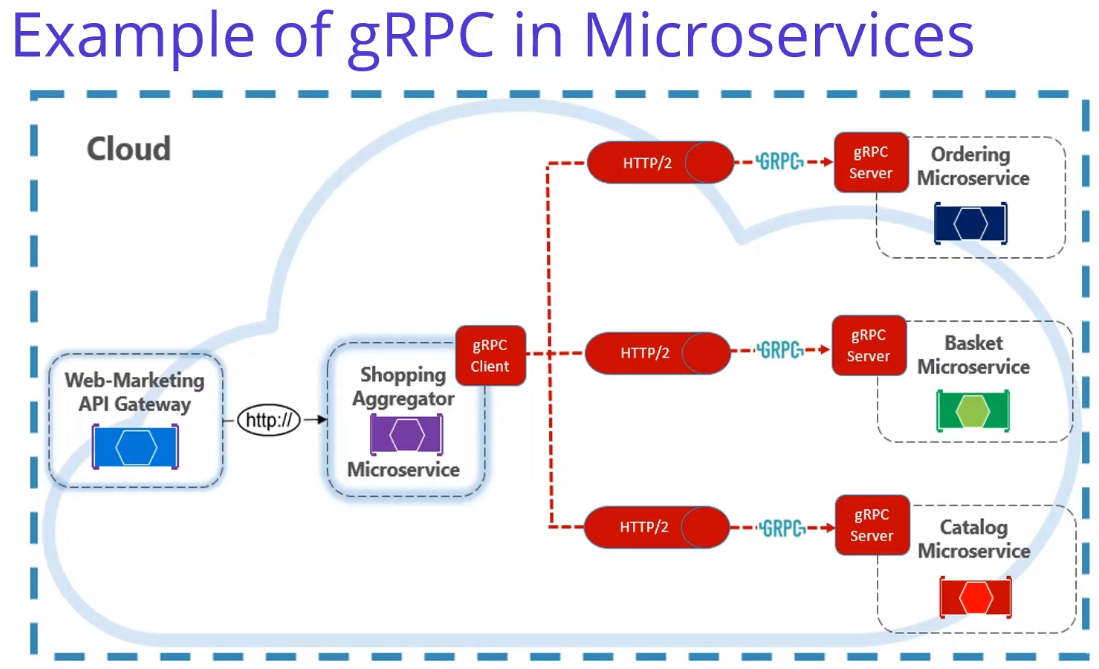 Example of gRPC in Microservices
Cloud
HTTP/2
GRPC
gRPC
Server
Ordering
Microservice
Web-Marketing
API Gateway
http://
Shopping
Aggregator
Microservice
gRPC
Client
HTTP/2
GRPC
gRPC
Server
Basket
Microservice
HTTP/2
GRPC
gRPC
Server
Catalog
Microservice